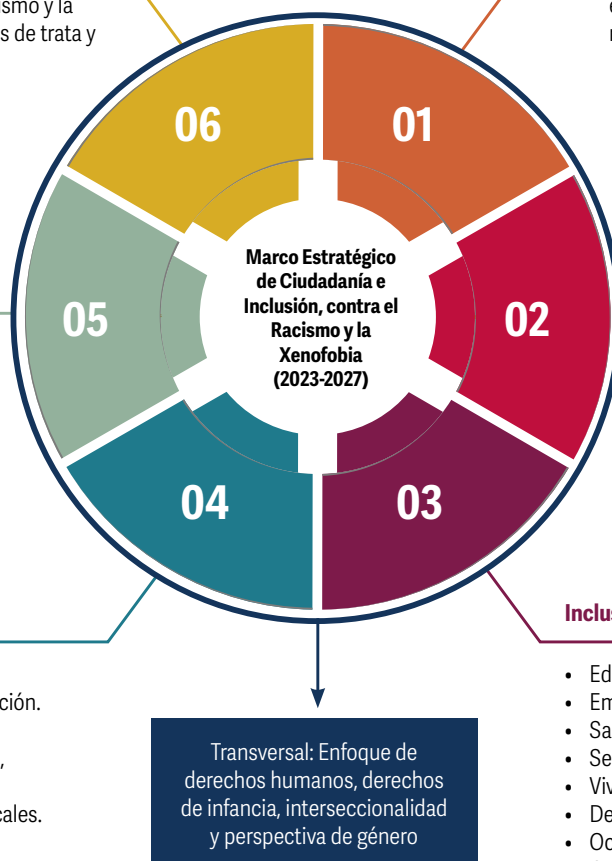 ismo y la
s de trata y
06
01
Marco Estratégico
de Ciudadanía e
Inclusión, contra el
Racismo y la
Xenofobia
(2023-2027)
05
02
04
03
ción.
,
cales.
Transversal: Enfoque de
derechos humanos, derechos
de infancia, interseccionalidad
y perspectiva de género
Inclus
• Ed
• Em
• Sa
• Se
• Viv
• De
• Oc